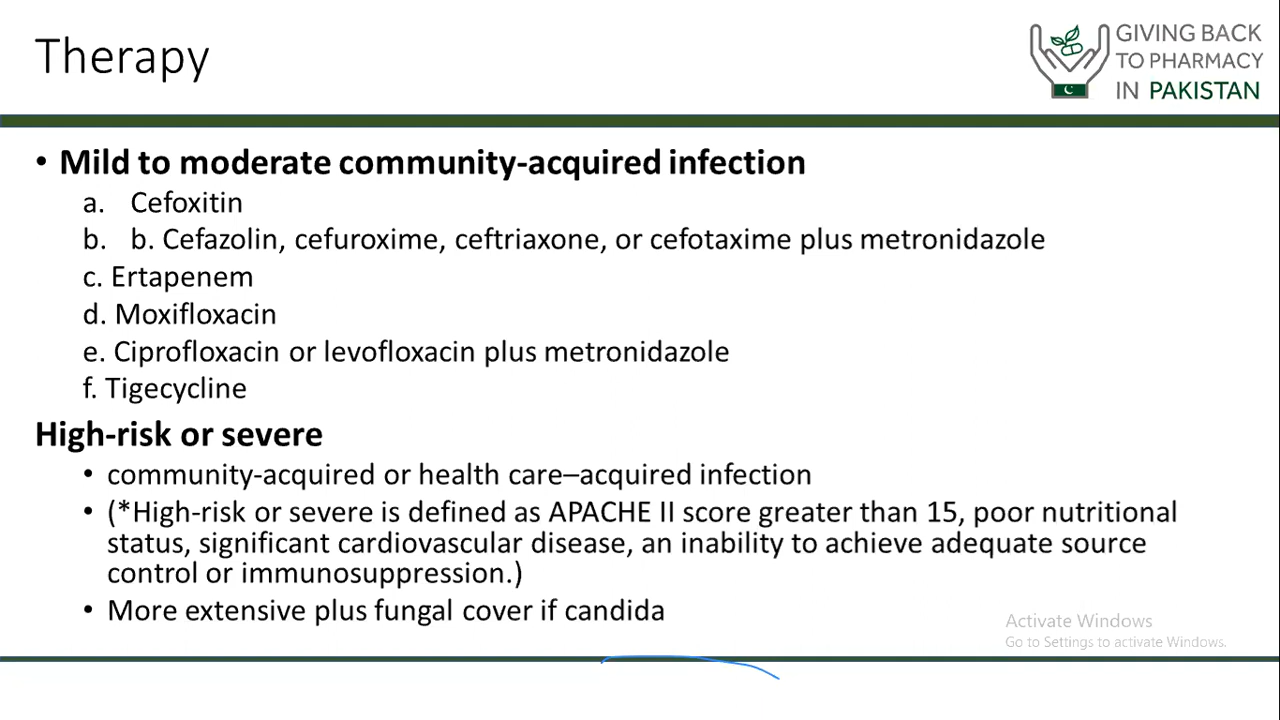 Therapy
GIVING BACK
TO PHARMACY
IN PAKISTAN
• Mild to moderate community-acquired infection
a. Cefoxitin
b. b. Cefazolin, cefuroxime, ceftriaxone, or cefotaxime plus metronidazole
c. Ertapenem
d. Moxifloxacin
e. Ciprofloxacin or levofloxacin plus metronidazole
f. Tigecycline
High-risk or severe
• community-acquired or health care–acquired infection
• (*High-risk or severe is defined as APACHE II score greater than 15, poor nutritional
status, significant cardiovascular disease, an inability to achieve adequate source
control or immunosuppression.)
• More extensive plus fungal cover if candida
Activate Windows
Go to Settings to activate Windows.